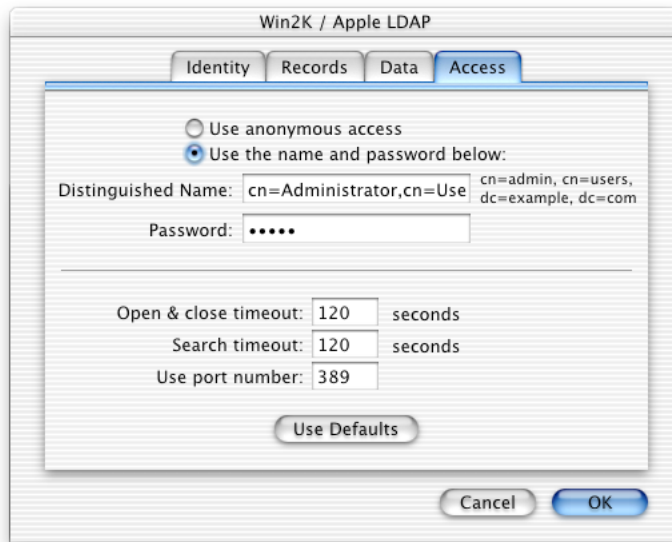 Win2K / Apple LDAP
Identity Records Data Access
Use anonymous access
Use the name and password below:
Distinguished Name: cn=Administrator,cn=Use cn=admin, cn=users,
dc=example, dc=com
Password: •••••
Open & close timeout: 120 seconds
Search timeout: 120 seconds
Use port number: 389
Use Defaults
Cancel OK